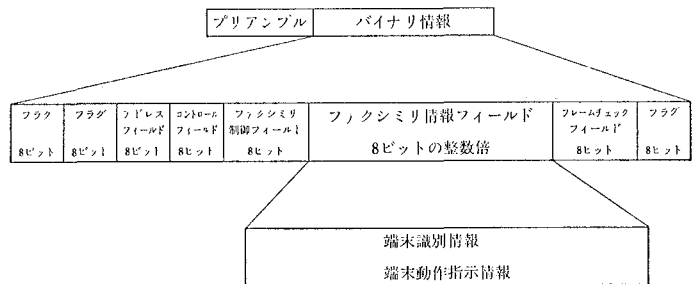 プリアンブル
バイナリ情報
フラグ
8ビット
フラグ
8ビット
アドレス
フィールド
8ビット
コントロール
フィールド
8ビット
ファクシミリ
制御フィールド
8ビット
ファクシミリ情報フィールド
8ビットの整数倍
フレームチェック
フィールド
8ビット
フラグ
8ビット
端末識別情報
端末動作指示情報